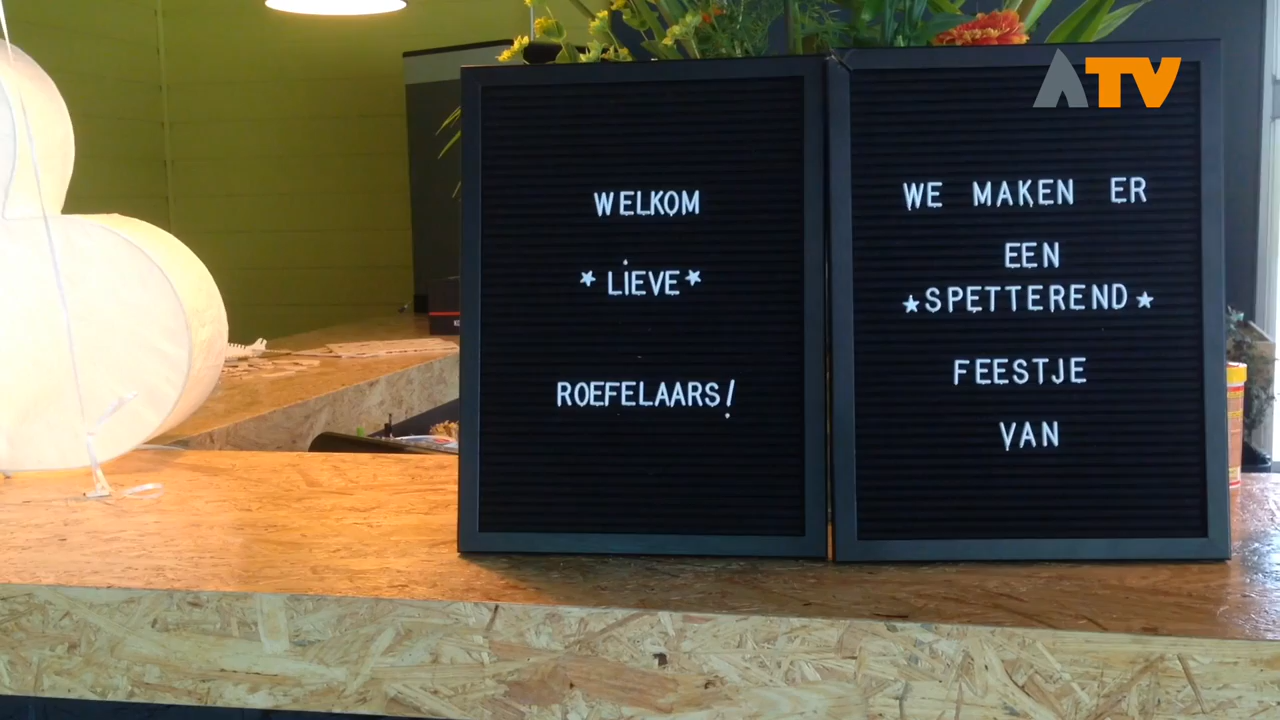 ATV
WELKOM
*LIEVE*
ROEFELAARS!
WE MAKEN ER
EEN
★SPETTEREND★
FEESTJE
VAN